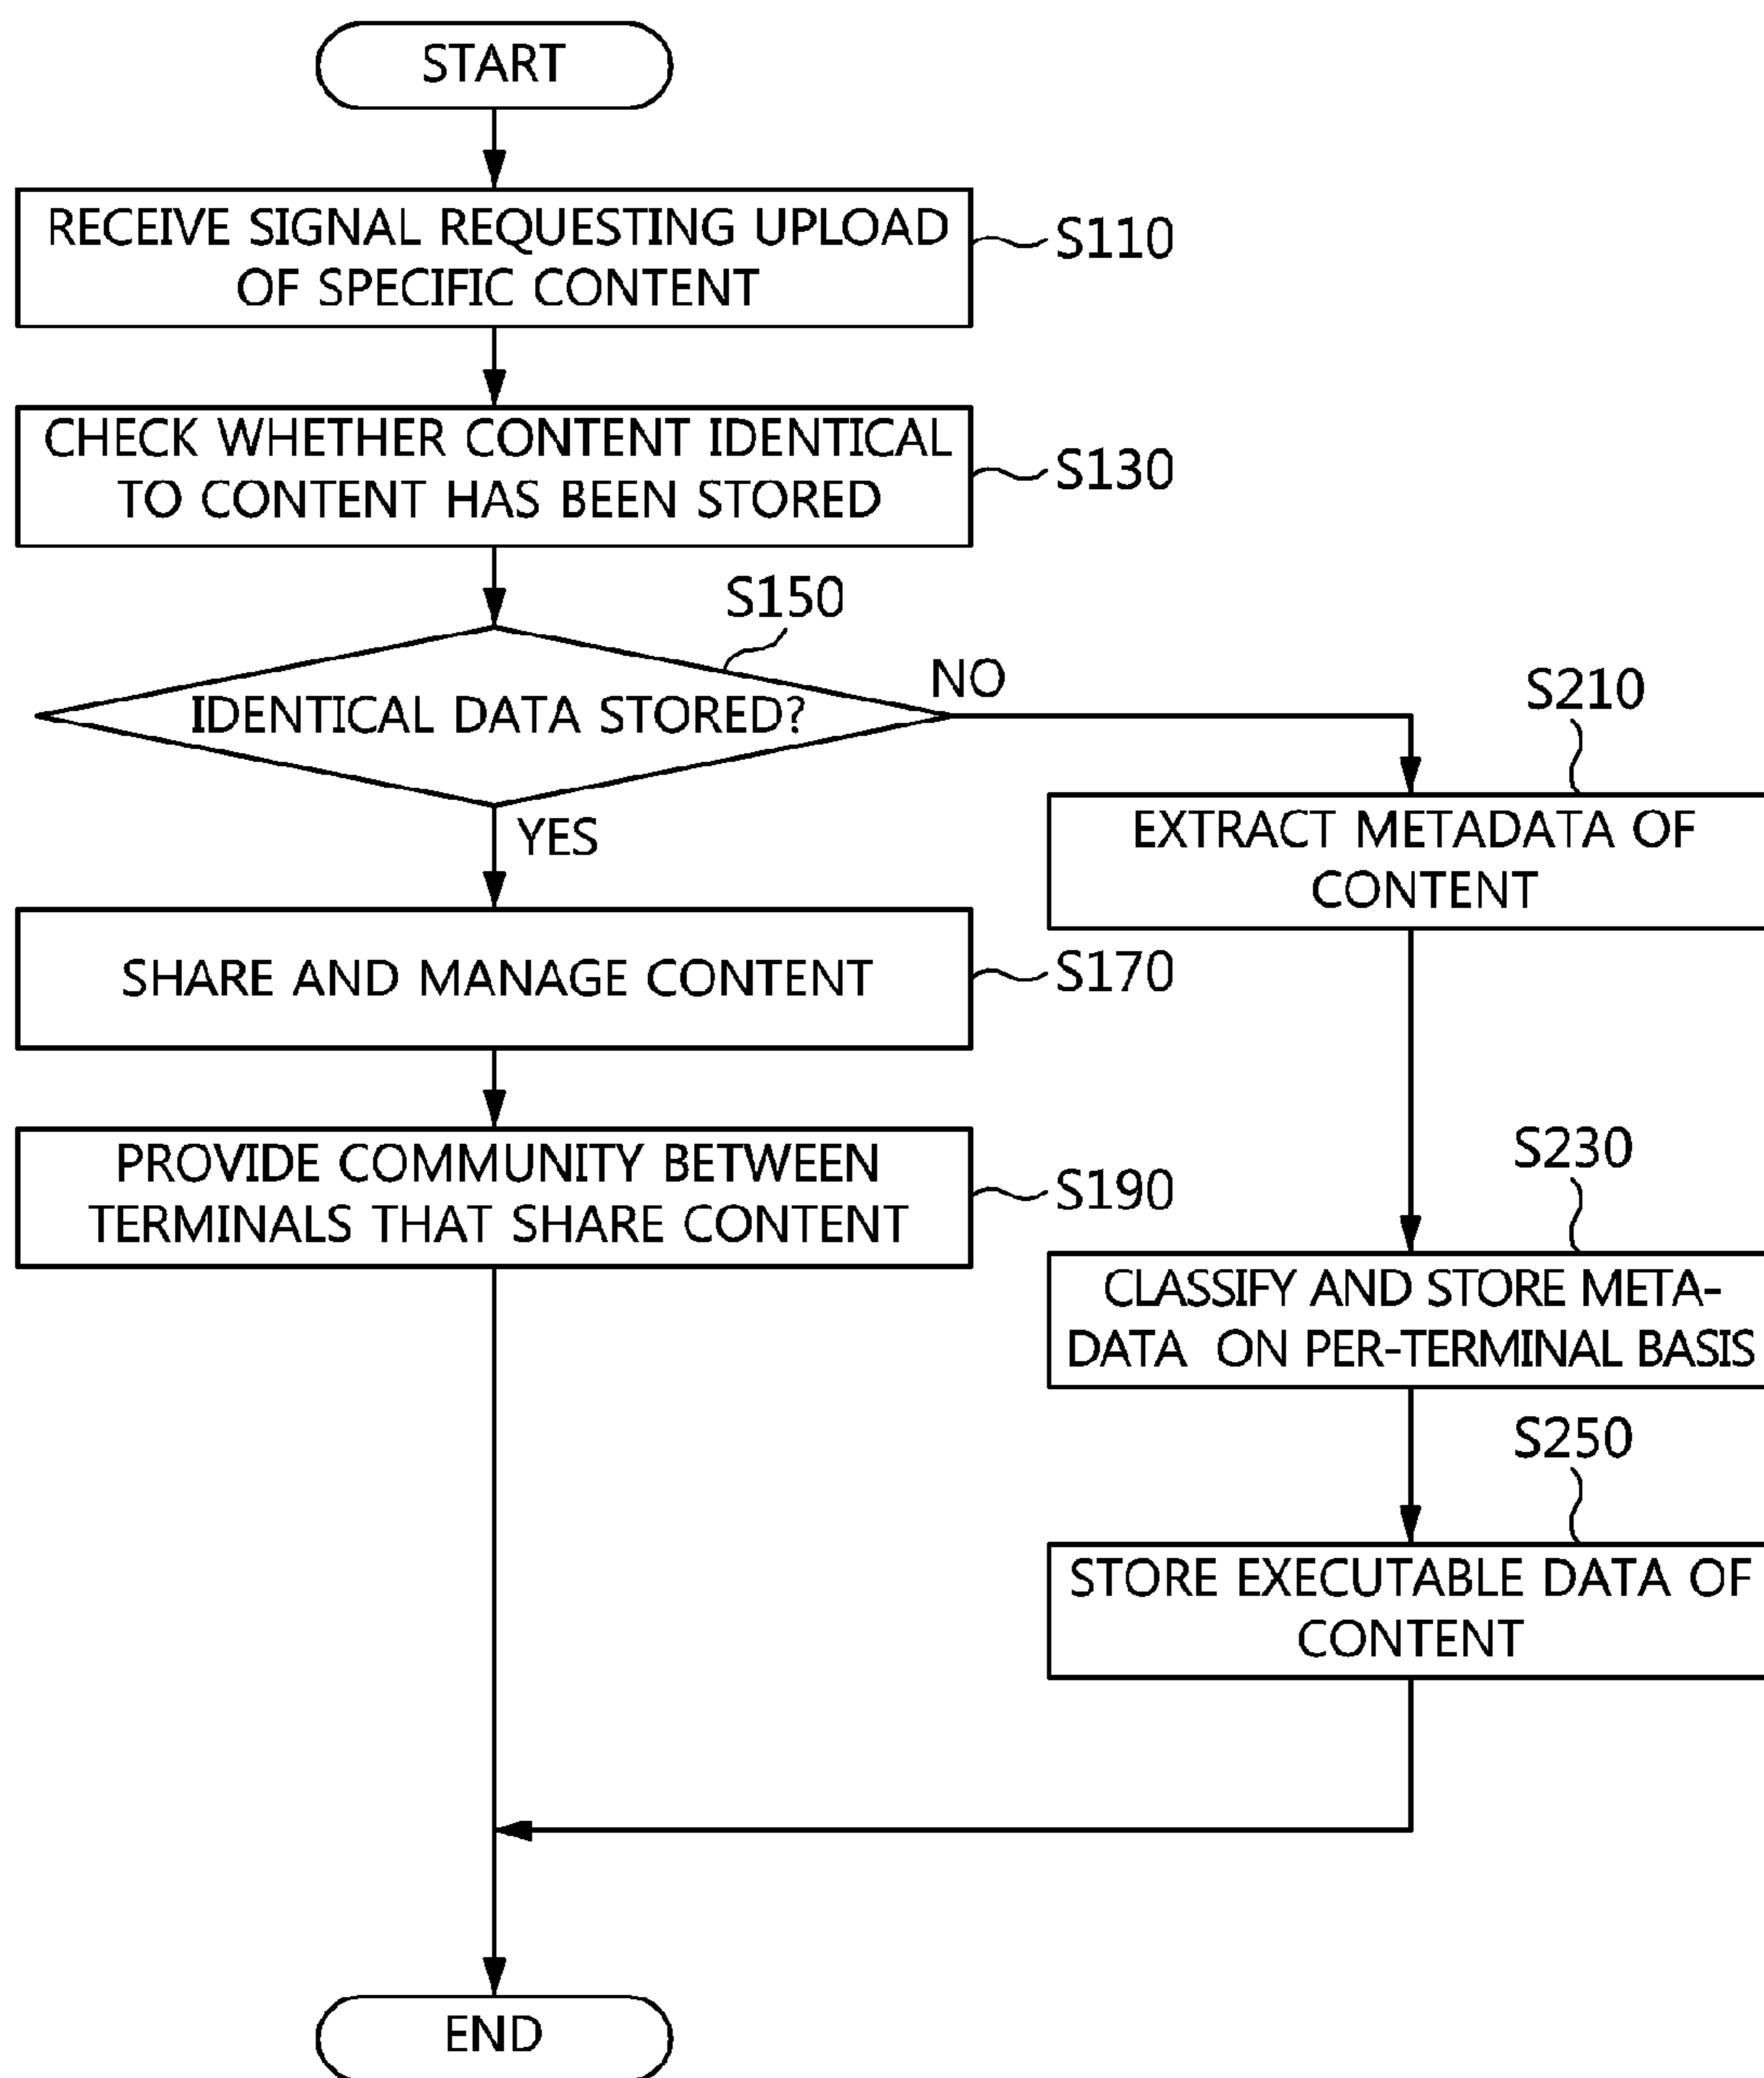 START
RECEIVE SIGNAL REQUESTING UPLOAD
OF SPECIFIC CONTENT
S110
CHECK WHETHER CONTENT IDENTICAL
TO CONTENT HAS BEEN STORED
S130
S150
IDENTICAL DATA STORED?
NO
YES
SHARE AND MANAGE CONTENT
S170
PROVIDE COMMUNITY BETWEEN
TERMINALS THAT SHARE CONTENT
S190
S210
EXTRACT METADATA OF
CONTENT
S230
CLASSIFY AND STORE META-
DATA ON PER-TERMINAL BASIS
S250
STORE EXECUTABLE DATA OF
CONTENT
END